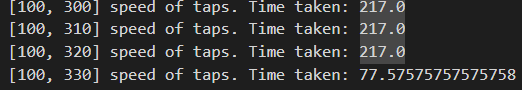 [100, 300] speed of taps. Time taken: 217.0
[100, 310] speed of taps. Time taken: 217.0
[100, 320] speed of taps. Time taken: 217.0
[100, 330] speed of taps. Time taken: 77.57575757575758